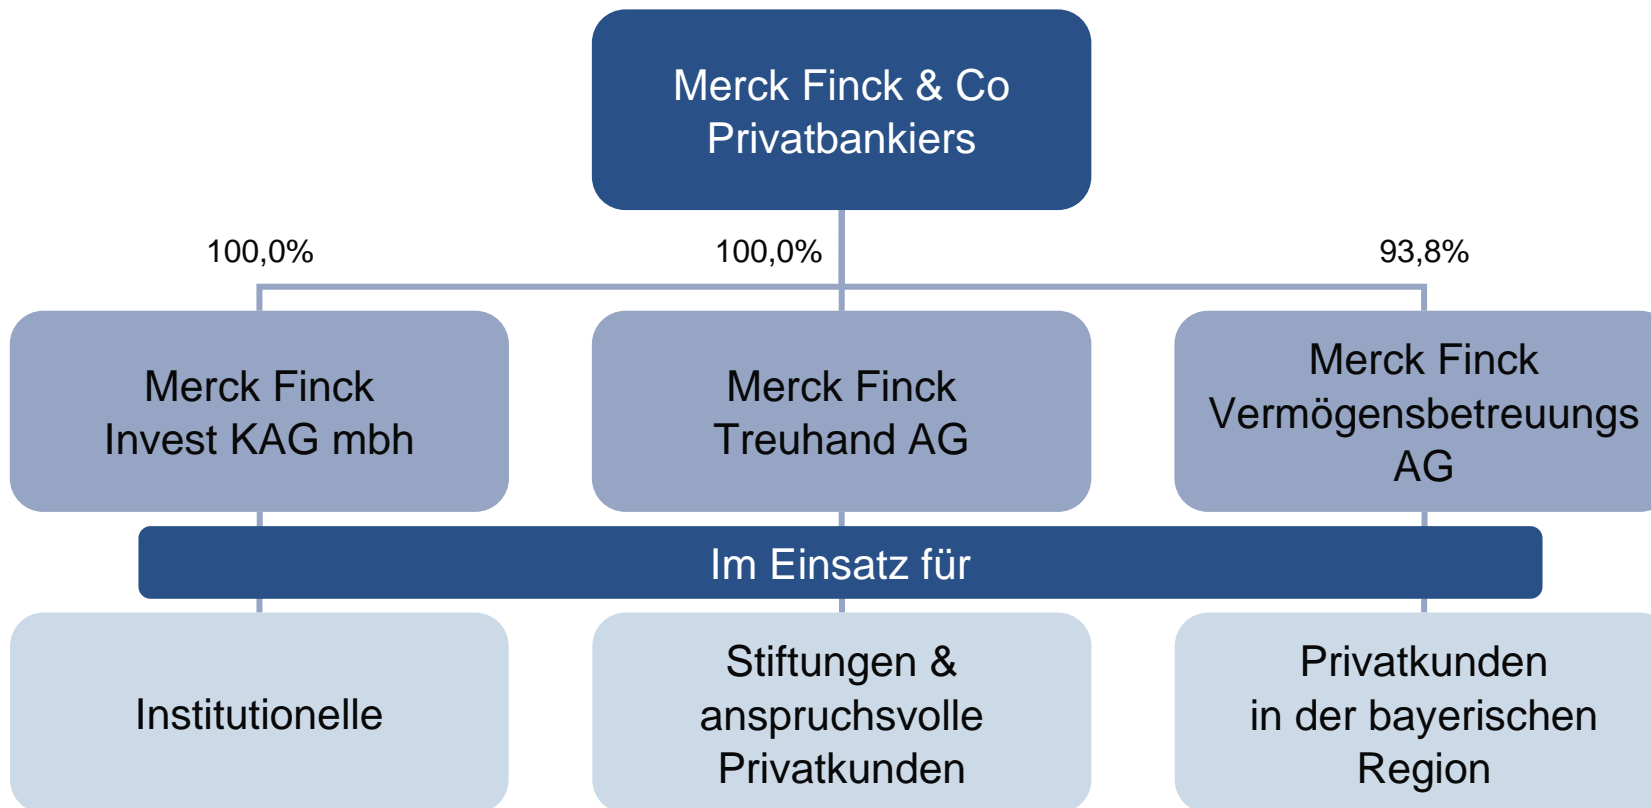 Merck Finck & Co
Privatbankiers
100,0%
100,0%
93,8%
Merck Finck
Invest KAG mbh
Merck Finck
Treuhand AG
Merck Finck
Vermögensbetreuungs
AG
Im Einsatz für
Institutionelle
Stiftungen &
anspruchsvolle
Privatkunden
Privatkunden
in der bayerischen
Region